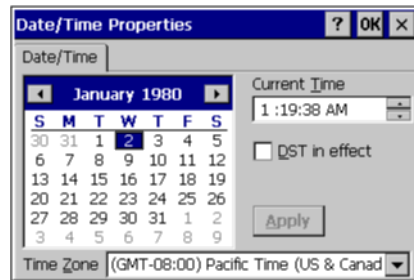 Date/Time Properties ? OK ×
Date/Time
January 1980
S M T W T F S
30 31 1 2 3 4 5
6 7 8 9 10 11 12
13 14 15 16 17 18 19
20 21 22 23 24 25 26
27 28 29 30 31 1 2
3 4 5 6 7 8 9
Current Time
1 :19:38 AM
DST in effect
Apply
Time Zone (GMT-08:00) Pacific Time (US & Canad